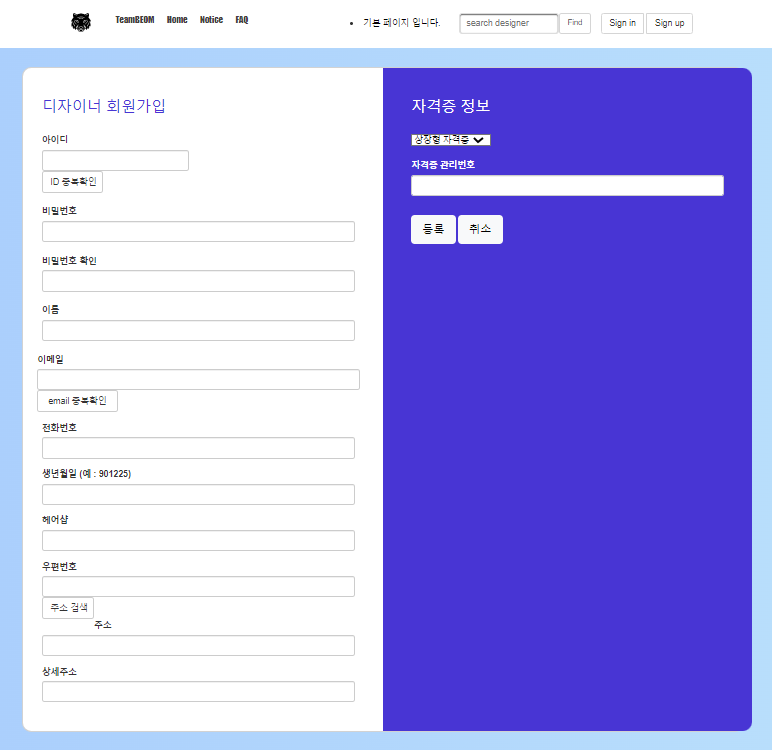 TeamBEOM Home Notice FAQ
기본 페이지 입니다.
search designer
Find
Sign in
Sign up
디자이너 회원가입
아이디
ID 중복확인
비밀번호
비밀번호 확인
이름
이메일
email 중복확인
전화번호
생년월일 (예 : 901225)
헤어샵
우편번호
주소 검색
주소
상세주소
자격증 정보
상장형 자격증
자격증 관리번호
등록
취소